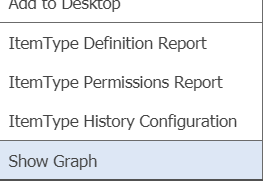 Add to Desktop
ItemType Definition Report
ItemType Permissions Report
ItemType History Configuration
Show Graph